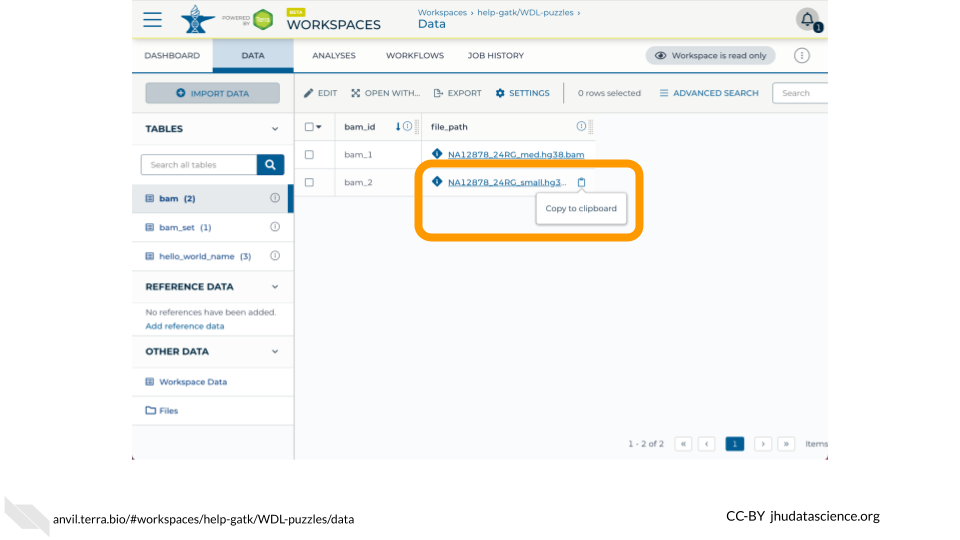 POWERED BY Terra
BETA
WORKSPACES
Workspaces › help-gatk/WDL-puzzles ›
Data
1
DASHBOARD DATA ANALYSES WORKFLOWS JOB HISTORY Workspace is read only
IMPORT DATA EDIT OPEN WITH... EXPORT SETTINGS 0 rows selected ADVANCED SEARCH Search
TABLES
bam_id file_path
Search all tables
bam_1 NA12878_24RG_med.hg38.bam
bam_2 NA12878_24RG_small.hg3...
Copy to clipboard
bam (2)
bam_set (1)
hello_world_name (3)
REFERENCE DATA
No references have been added.
Add reference data
OTHER DATA
Workspace Data
Files
1 - 2 of 2 « ‹ 1 › » Items
anvil.terra.bio/#workspaces/help-gatk/WDL-puzzles/data
CC-BY jhudatascience.org